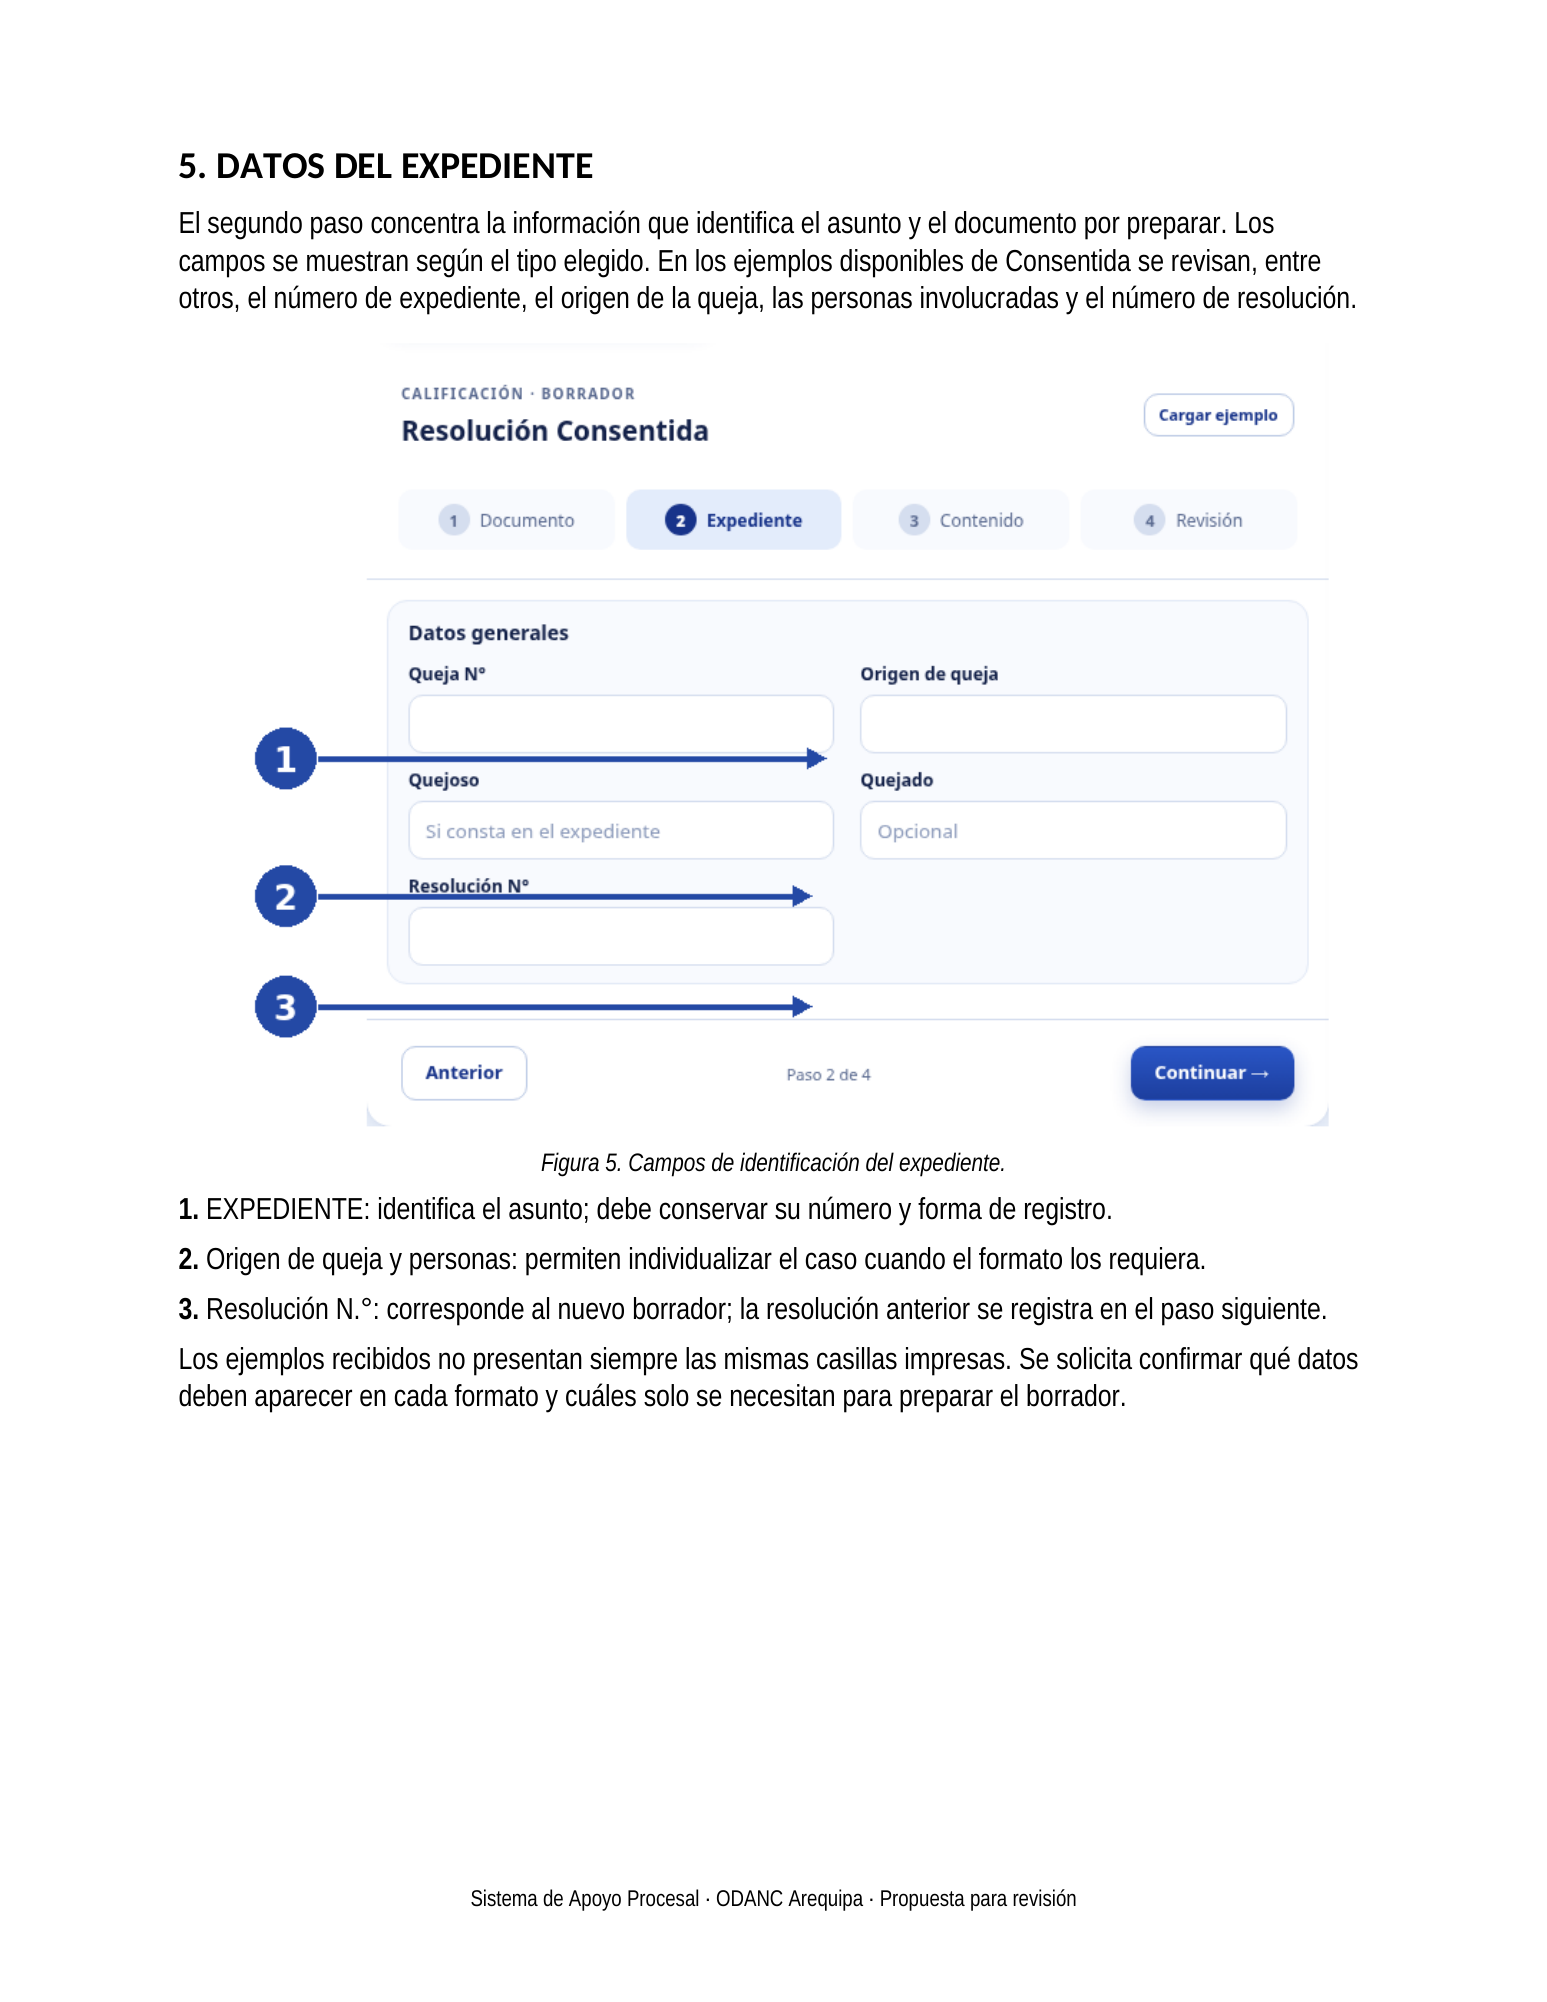 5. DATOS DEL EXPEDIENTE
El segundo paso concentra la información que identifica el asunto y el documento por preparar. Los
campos se muestran según el tipo elegido. En los ejemplos disponibles de Consentida se revisan, entre
otros, el número de expediente, el origen de la queja, las personas involucradas y el número de resolución.
CALIFICACIÓN · BORRADOR
Resolución Consentida
Cargar ejemplo
1 Documento
2 Expediente
3 Contenido
4 Revisión
Datos generales
Queja N°
Origen de queja
1
Quejoso
Quejado
Si consta en el expediente
Opcional
2
Resolución N°
3
Anterior
Paso 2 de 4
Continuar →
Figura 5. Campos de identificación del expediente.
1. EXPEDIENTE: identifica el asunto; debe conservar su número y forma de registro.
2. Origen de queja y personas: permiten individualizar el caso cuando el formato los requiera.
3. Resolución N.°: corresponde al nuevo borrador; la resolución anterior se registra en el paso siguiente.
Los ejemplos recibidos no presentan siempre las mismas casillas impresas. Se solicita confirmar qué datos
deben aparecer en cada formato y cuáles solo se necesitan para preparar el borrador.
Sistema de Apoyo Procesal · ODANC Arequipa · Propuesta para revisión